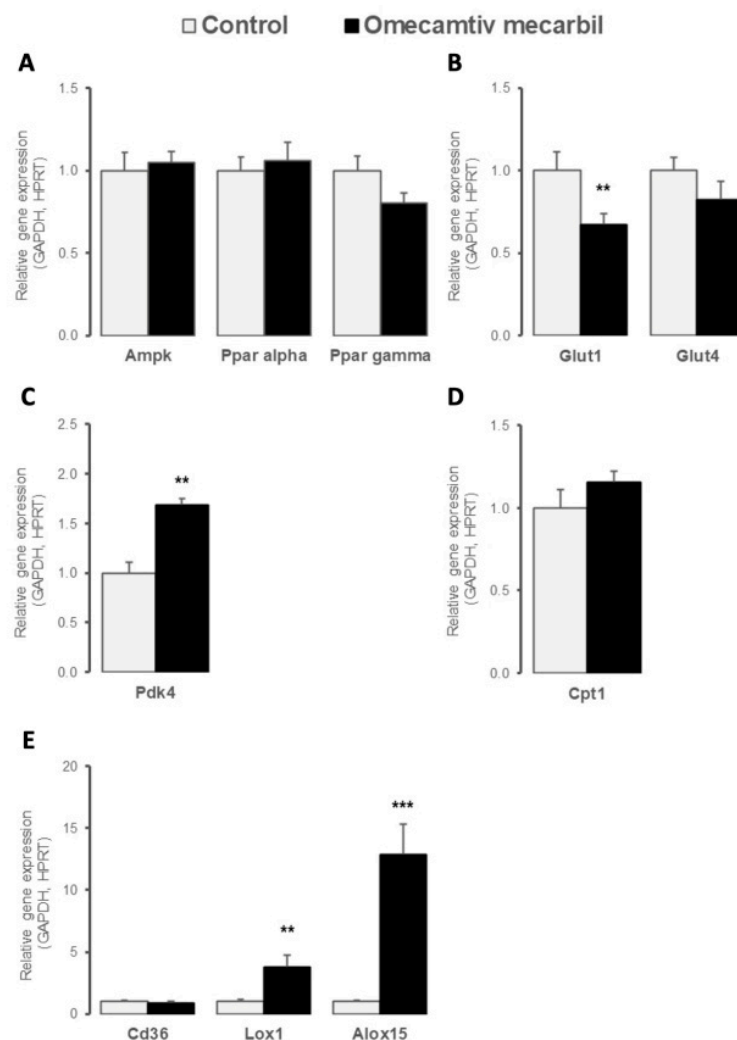 Control Omecamtiv mecarbil
A
Relative gene expression
(GAPDH, HPRT)
1.5
1.0
0.5
0.0
Ampk Ppar alpha Ppar gamma
B
Relative gene expression
(GAPDH, HPRT)
1.5
1.0
**
0.5
0.0
Glut1 Glut4
C
Relative gene expression
(GAPDH, HPRT)
2.5
2.0
**
1.5
1.0
0.5
0.0
Pdk4
D
Relative gene expression
(GAPDH, HPRT)
1.5
1.0
0.5
0.0
Cpt1
E
Relative gene expression
(GAPDH, HPRT)
20
***
15
10
**
5
0
Cd36 Lox1 Alox15